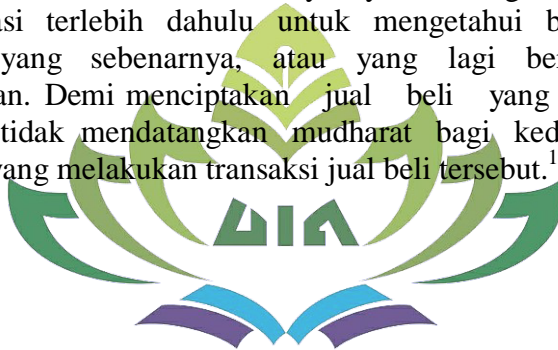 asi terlebih dahulu untuk mengetahui b
yang sebenarnya, atau yang lagi be
an. Demi menciptakan jual beli yang
tidak mendatangkan mudharat bagi ked
yang melakukan transaksi jual beli tersebut.¹
UIN